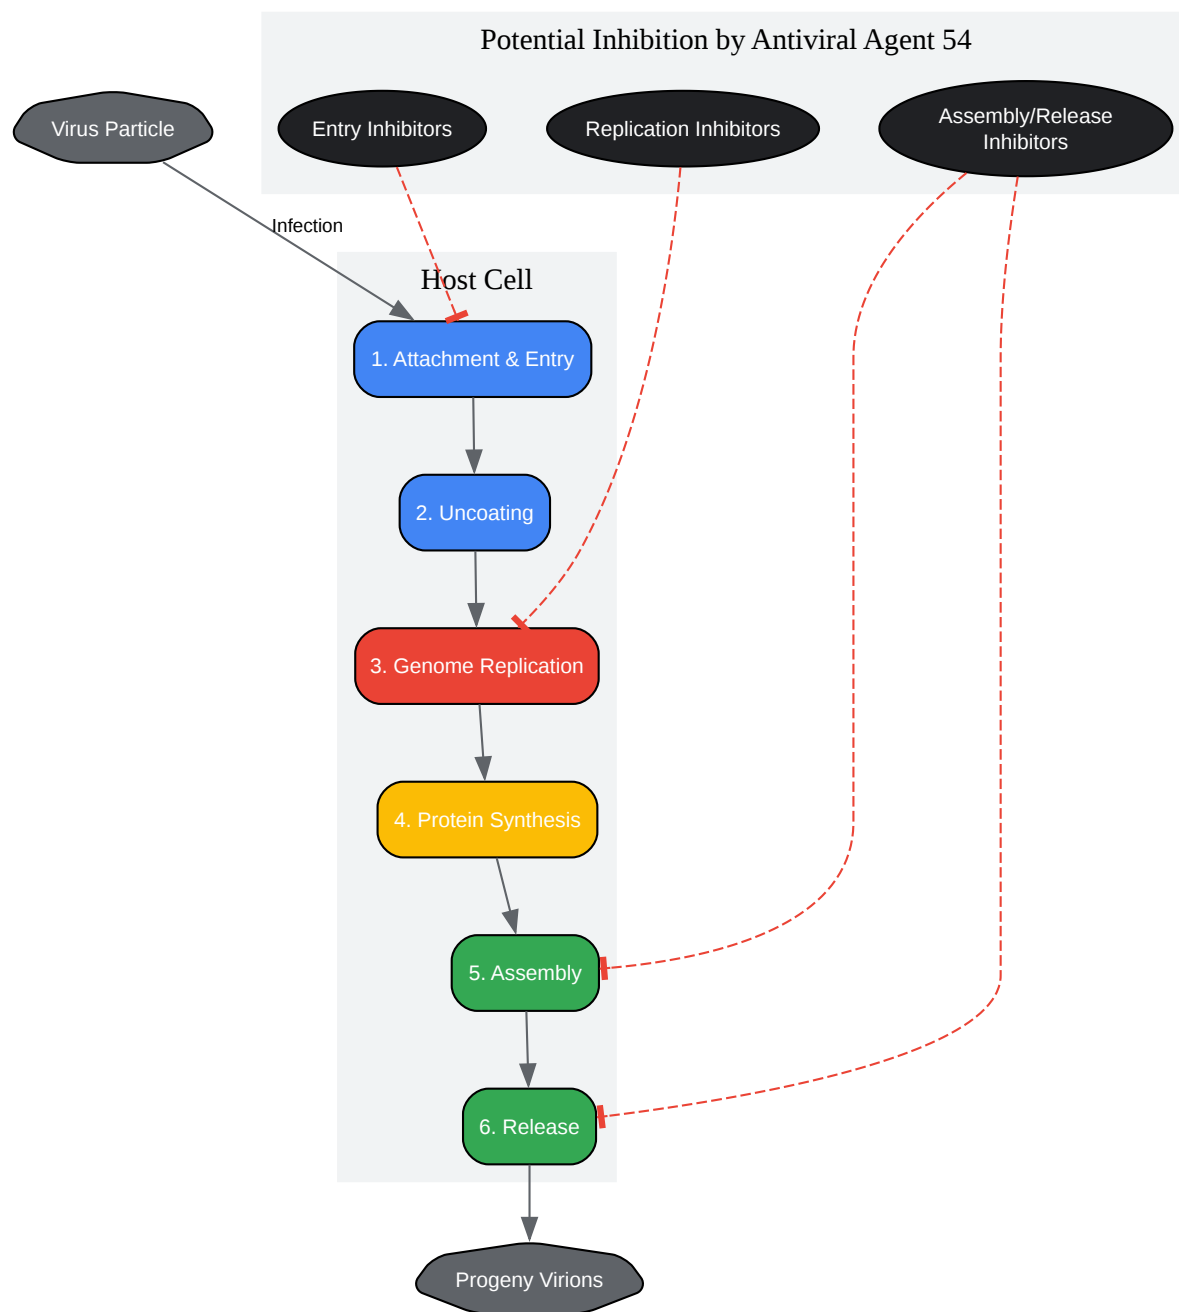 Potential Inhibition by Antiviral Agent 54
Virus Particle
Entry Inhibitors
Replication Inhibitors
Assembly/Release
Inhibitors
Infection
Host Cell
1. Attachment & Entry
2. Uncoating
3. Genome Replication
4. Protein Synthesis
5. Assembly
6. Release
Progeny Virions